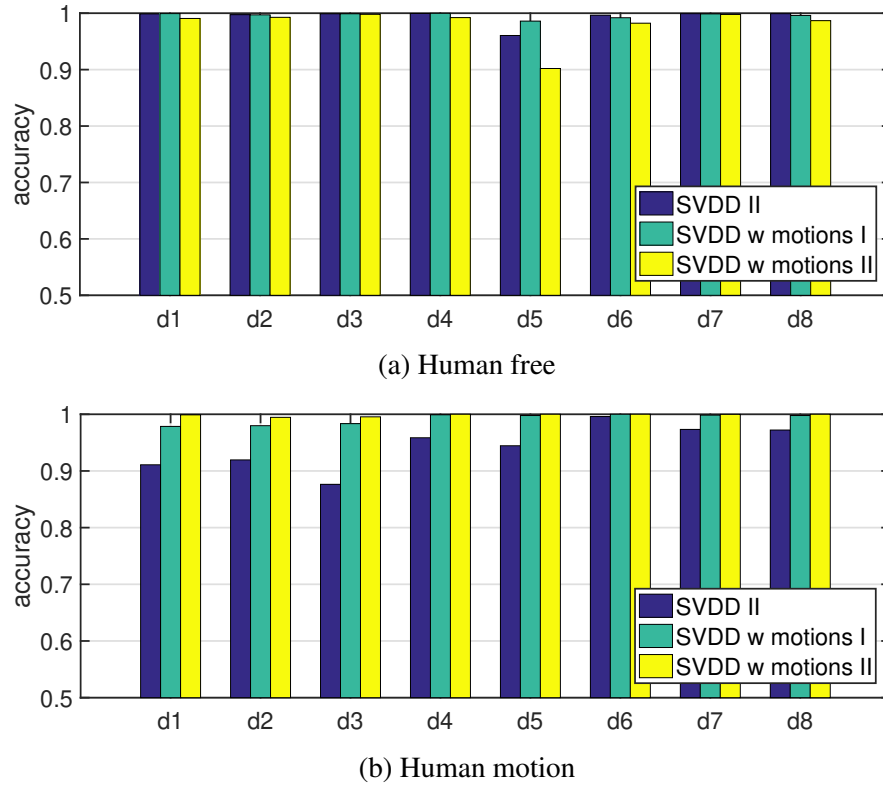 accuracy
1
0.9
0.8
0.7
0.6
0.5
SVDD II
SVDD w motions I
SVDD w motions II
d1 d2 d3 d4 d5 d6 d7 d8
(a) Human free
accuracy
1
0.9
0.8
0.7
0.6
0.5
SVDD II
SVDD w motions I
SVDD w motions II
d1 d2 d3 d4 d5 d6 d7 d8
(b) Human motion